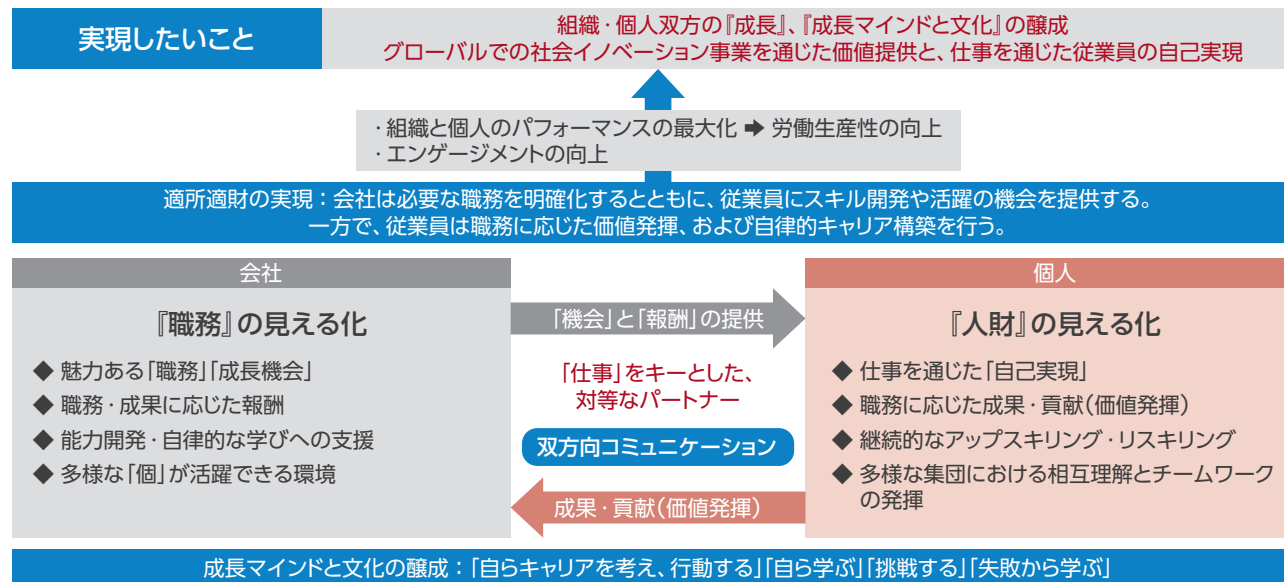 実現したいこと
組織・個人双方の『成長』、『成長マインドと文化』の醸成
グローバルでの社会イノベーション事業を通じた価値提供と、仕事を通じた従業員の自己実現
・組織と個人のパフォーマンスの最大化 ➡ 労働生産性の向上
・エンゲージメントの向上
適所適財の実現：会社は必要な職務を明確化するとともに、従業員にスキル開発や活躍の機会を提供する。
一方で、従業員は職務に応じた価値発揮、および自律的キャリア構築を行う。
会社
『職務』の見える化
◆ 魅力ある「職務」「成長機会」
◆ 職務・成果に応じた報酬
◆ 能力開発・自律的な学びへの支援
◆ 多様な「個」が活躍できる環境
「機会」と「報酬」の提供
「仕事」をキーとした、
対等なパートナー
双方向コミュニケーション
成果・貢献（価値発揮）
個人
『人財』の見える化
◆ 仕事を通じた「自己実現」
◆ 職務に応じた成果・貢献（価値発揮）
◆ 継続的なアップスキリング・リスキリング
◆ 多様な集団における相互理解とチームワーク
の発揮
成長マインドと文化の醸成：「自らキャリアを考え、行動する」「自ら学ぶ」「挑戦する」「失敗から学ぶ」